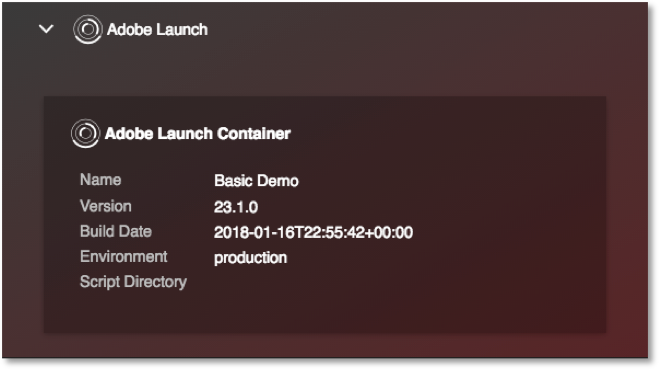 Adobe Launch
Adobe Launch Container
Name Basic Demo
Version 23.1.0
Build Date 2018-01-16T22:55:42+00:00
Environment production
Script Directory